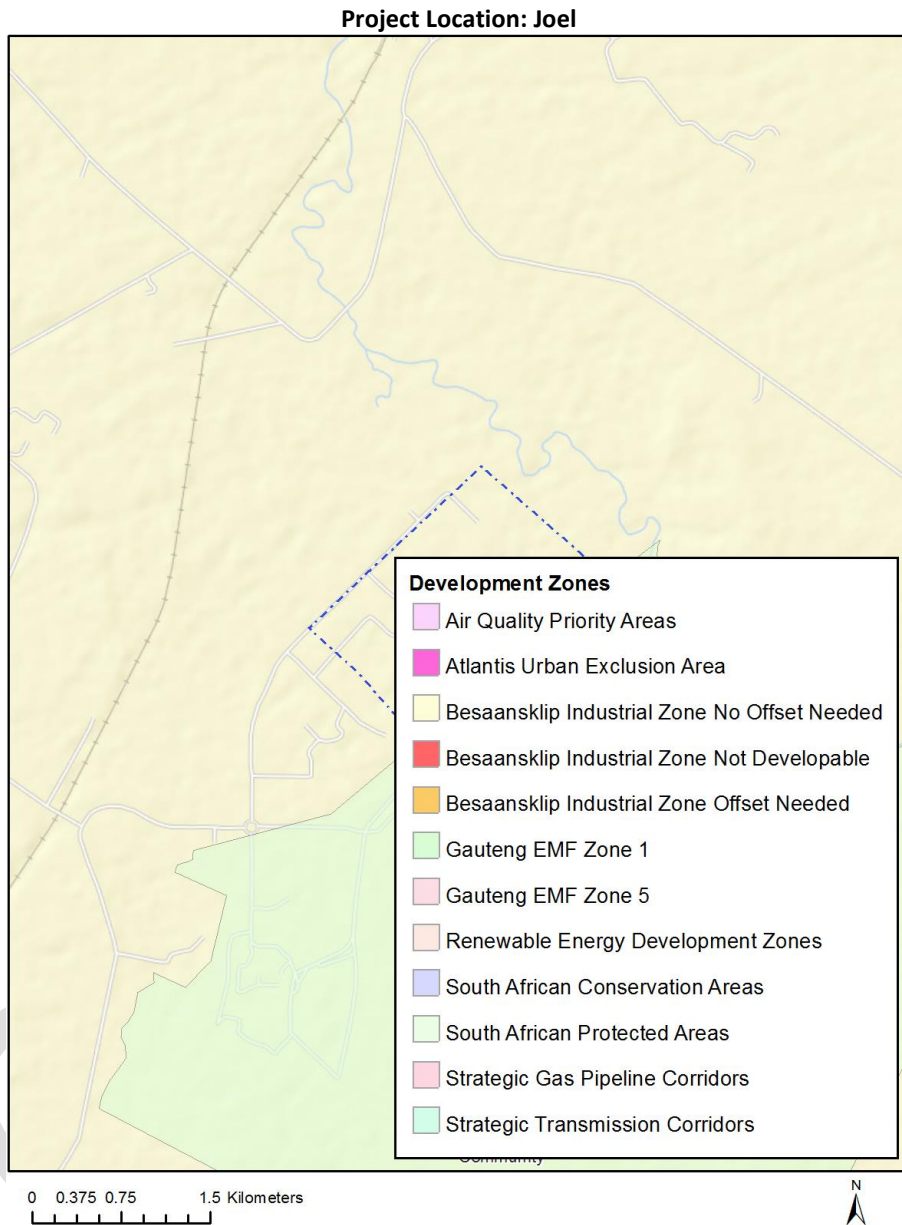 Project Location: Joel
Development Zones
Air Quality Priority Areas
Atlantis Urban Exclusion Area
Besaansklip Industrial Zone No Offset Needed
Besaansklip Industrial Zone Not Developable
Besaansklip Industrial Zone Offset Needed
Gauteng EMF Zone 1
Gauteng EMF Zone 5
Renewable Energy Development Zones
South African Conservation Areas
South African Protected Areas
Strategic Gas Pipeline Corridors
Strategic Transmission Corridors
Community
0 0.375 0.75 1.5 Kilometers
N